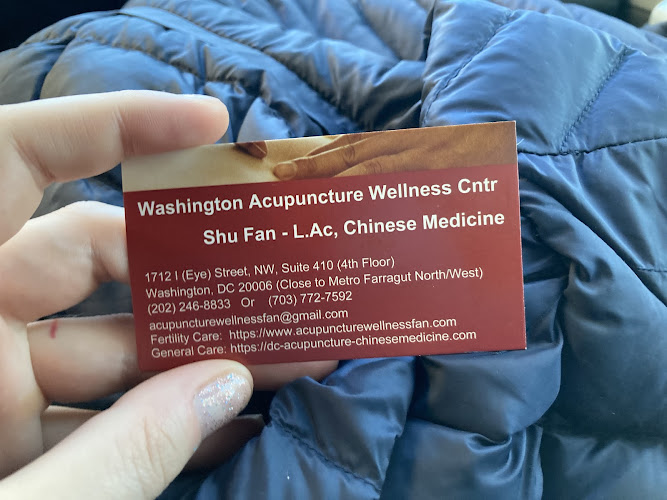 Washington Acupuncture Wellness Cntr
Shu Fan - L.Ac, Chinese Medicine
1712 I (Eye) Street, NW, Suite 410 (4th Floor)
Washington, DC 20006 (Close to Metro Farragut North/West)
(202) 246-8833 Or (703) 772-7592
acupuncturewellnessfan@gmail.com
Fertility Care: https://www.acupuncturewellnessfan.com
General Care: https://dc-acupuncture-chinesemedicine.com